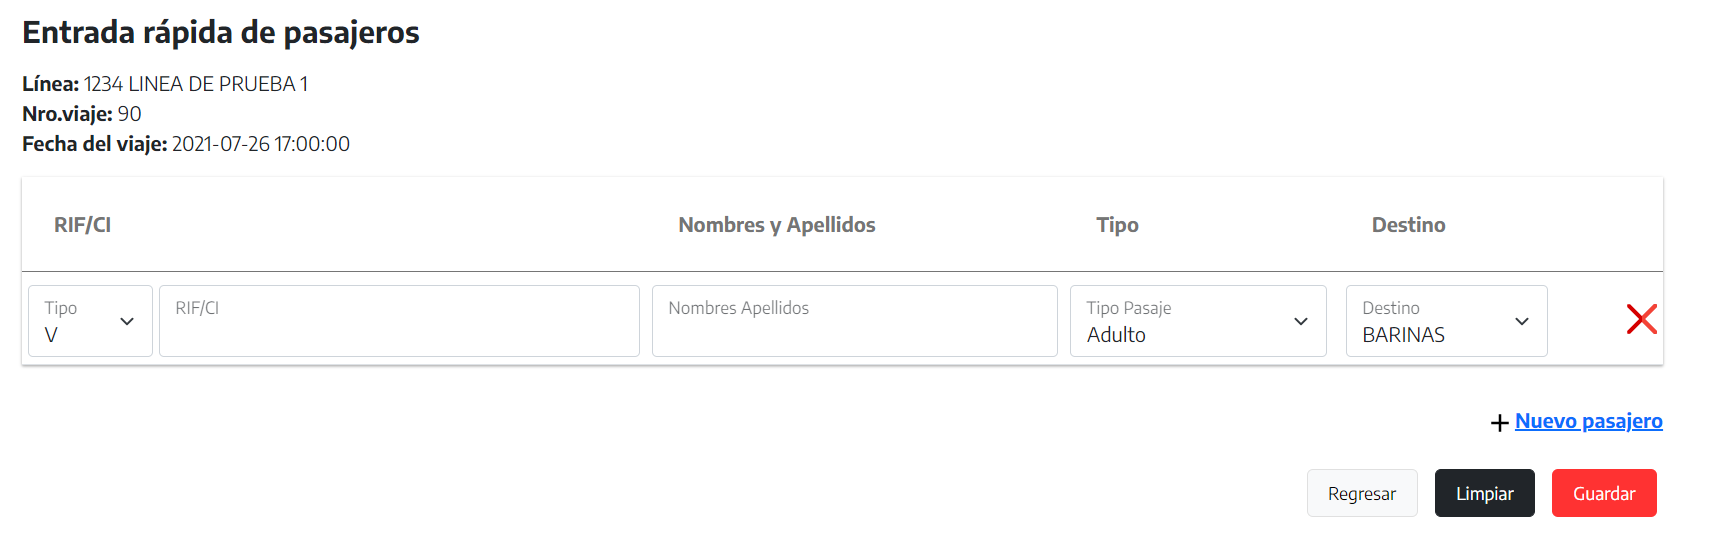 Entrada rápida de pasajeros
Línea: 1234 LINEA DE PRUEBA 1
Nro.viaje: 90
Fecha del viaje: 2021-07-26 17:00:00
RIF/CI Nombres y Apellidos Tipo Destino
Tipo RIF/CI Nombres Apellidos Tipo Pasaje Destino
V Adulto BARINAS
Nuevo pasajero
Regresar Limpiar Guardar